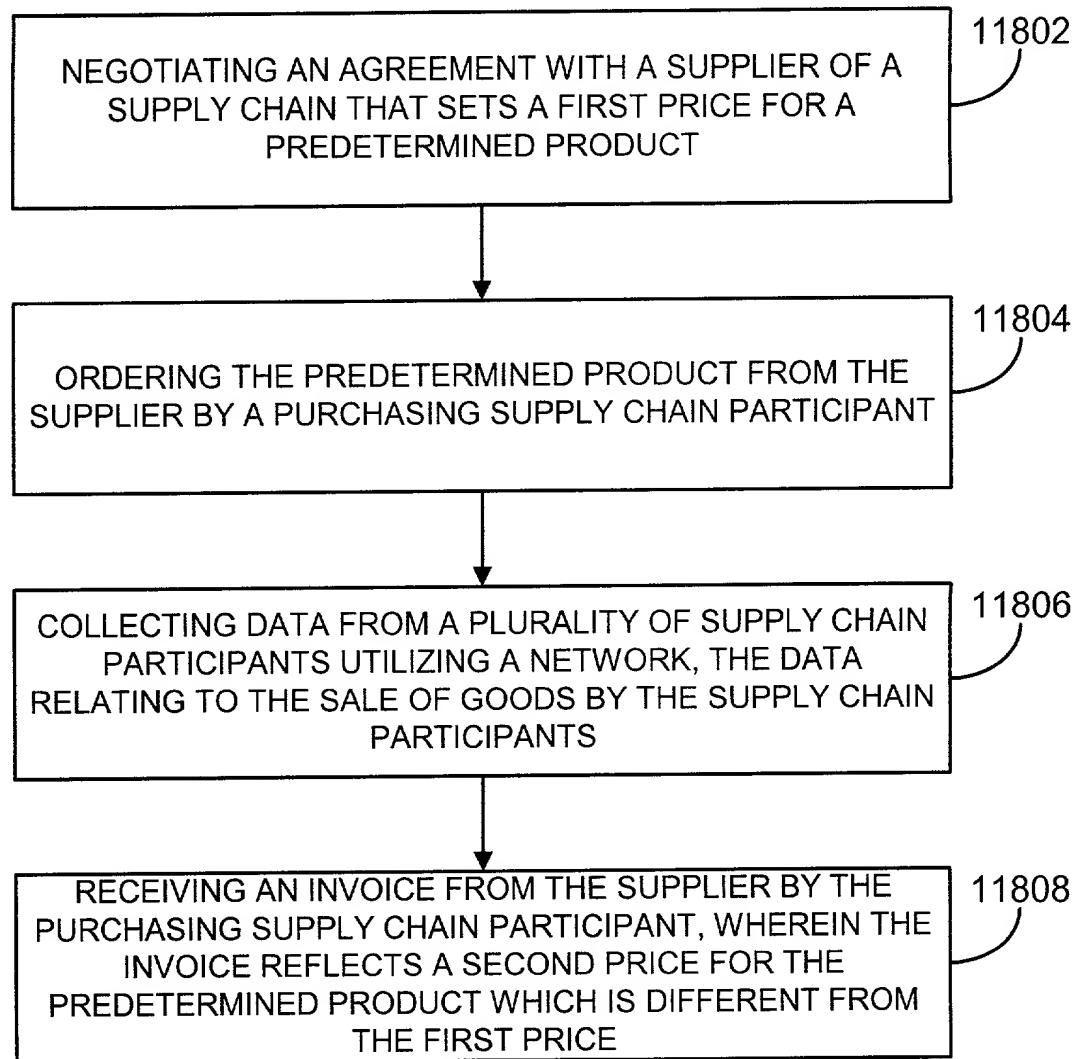 11802
NEGOTIATING AN AGREEMENT WITH A SUPPLIER OF A
SUPPLY CHAIN THAT SETS A FIRST PRICE FOR A
PREDETERMINED PRODUCT
11804
ORDERING THE PREDETERMINED PRODUCT FROM THE
SUPPLIER BY A PURCHASING SUPPLY CHAIN PARTICIPANT
11806
COLLECTING DATA FROM A PLURALITY OF SUPPLY CHAIN
PARTICIPANTS UTILIZING A NETWORK, THE DATA
RELATING TO THE SALE OF GOODS BY THE SUPPLY CHAIN
PARTICIPANTS
11808
RECEIVING AN INVOICE FROM THE SUPPLIER BY THE
PURCHASING SUPPLY CHAIN PARTICIPANT, WHEREIN THE
INVOICE REFLECTS A SECOND PRICE FOR THE
PREDETERMINED PRODUCT WHICH IS DIFFERENT FROM
THE FIRST PRICE